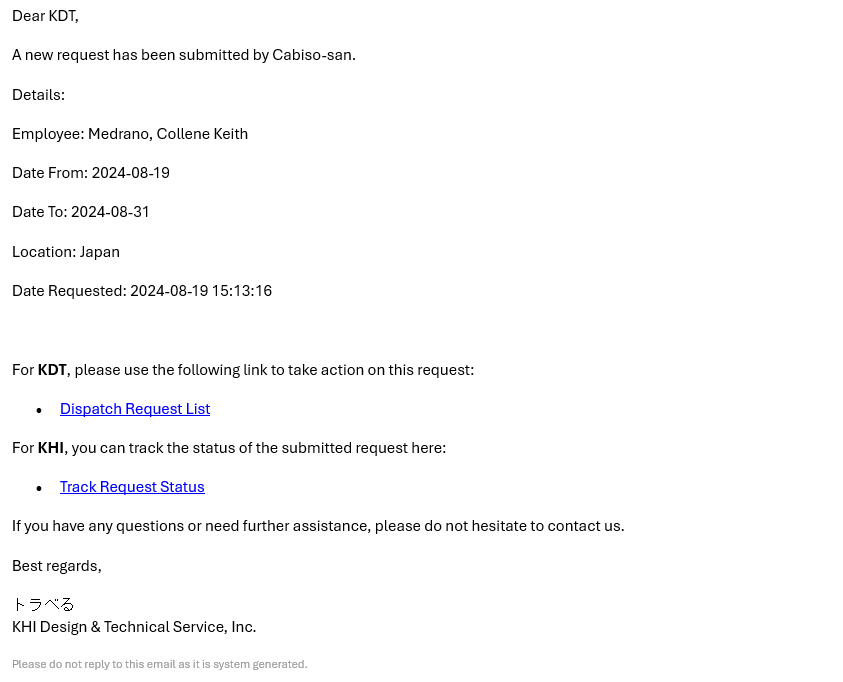 Dear KDT,
A new request has been submitted by Cabiso-san.
Details:
Employee: Medrano, Collene Keith
Date From: 2024-08-19
Date To: 2024-08-31
Location: Japan
Date Requested: 2024-08-19 15:13:16
For KDT, please use the following link to take action on this request:
• Dispatch Request List
For KHI, you can track the status of the submitted request here:
• Track Request Status
If you have any questions or need further assistance, please do not hesitate to contact us.
Best regards,
トラべる
KHI Design & Technical Service, Inc.
Please do not reply to this email as it is system generated.